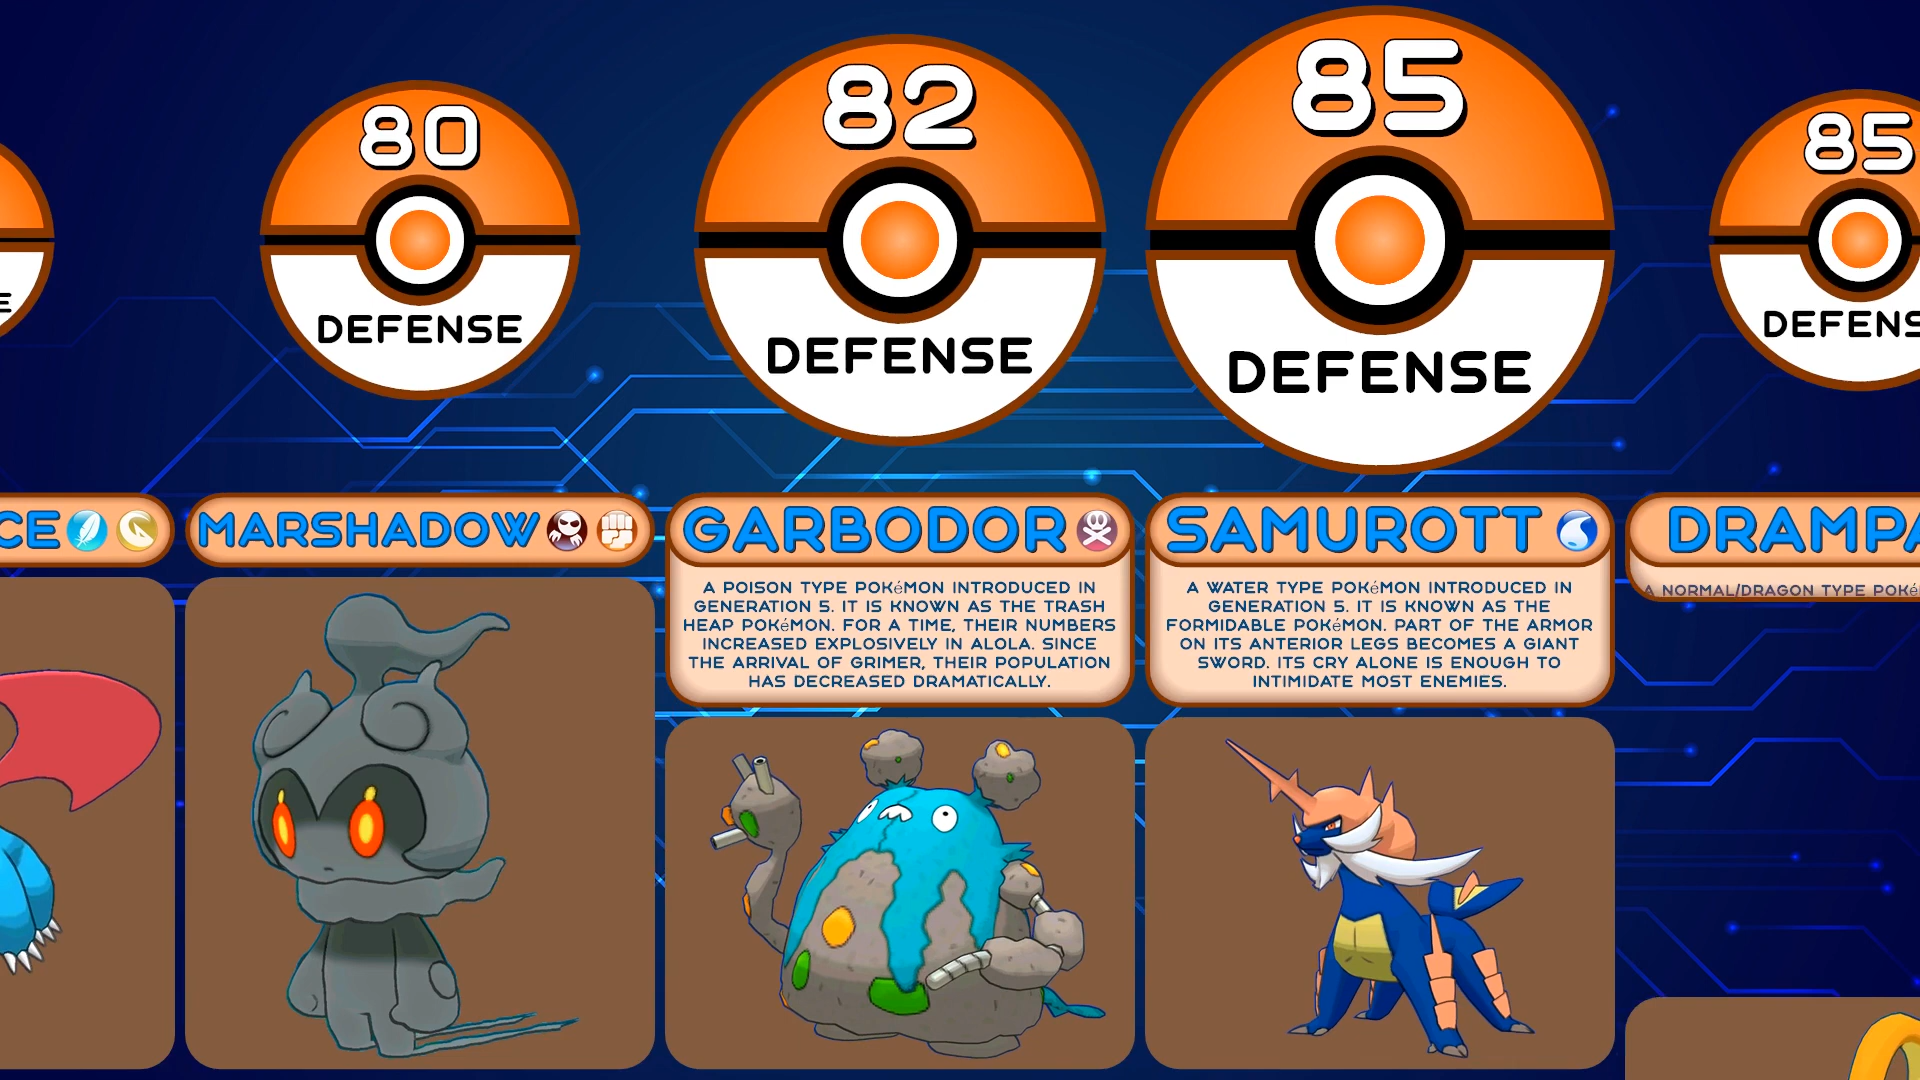 80
DEFENSE
82
DEFENSE
85
DEFENSE
85
DEFENS
CE
MARSHADOW
GARBODOR
A POISON TYPE POKéMON INTRODUCED IN
GENERATION 5. IT IS KNOWN AS THE TRASH
HEAP POKéMON. FOR A TIME, THEIR NUMBERS
INCREASED EXPLOSIVELY IN ALOLA. SINCE
THE ARRIVAL OF GRIMER, THEIR POPULATION
HAS DECREASED DRAMATICALLY.
SAMUROTT
A WATER TYPE POKéMON INTRODUCED IN
GENERATION 5. IT IS KNOWN AS THE
FORMIDABLE POKéMON. PART OF THE ARMOR
ON ITS ANTERIOR LEGS BECOMES A GIANT
SWORD. ITS CRY ALONE IS ENOUGH TO
INTIMIDATE MOST ENEMIES.
DRAMPA
A NORMAL/DRAGON TYPE POKé